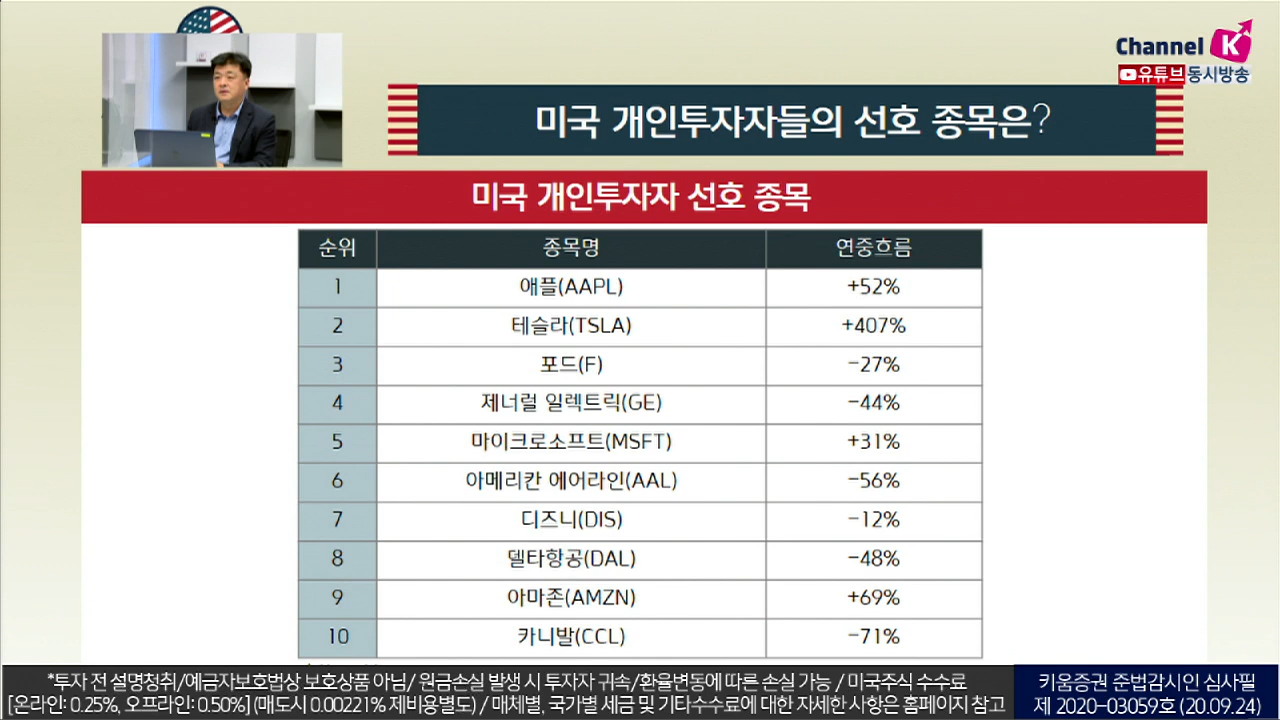 Channel K
유튜브 동시방송
미국 개인투자자들의 선호 종목은?
미국 개인투자자 선호 종목
순위 종목명 연중흐름
1 애플(AAPL) +52%
2 테슬라(TSLA) +407%
3 포드(F) -27%
4 제너럴 일렉트릭(GE) -44%
5 마이크로소프트(MSFT) +31%
6 아메리칸 에어라인(AAL) -56%
7 디즈니(DIS) -12%
8 델타항공(DAL) -48%
9 아마존(AMZN) +69%
10 카니발(CCL) -71%
*투자 전 설명청취/예금자보호법상 보호상품 아님/ 원금손실 발생 시 투자자 귀속/환율변동에 따른 손실 가능 / 미국주식 수수료
[온라인: 0.25%, 오프라인: 0.50%] (매도시 0.00221% 제비용별도) / 매체별, 국가별 세금 및 기타수수료에 대한 자세한 사항은 홈페이지 참고
키움증권 준법감시인 심사필
제 2020-03059호 (20.09.24)